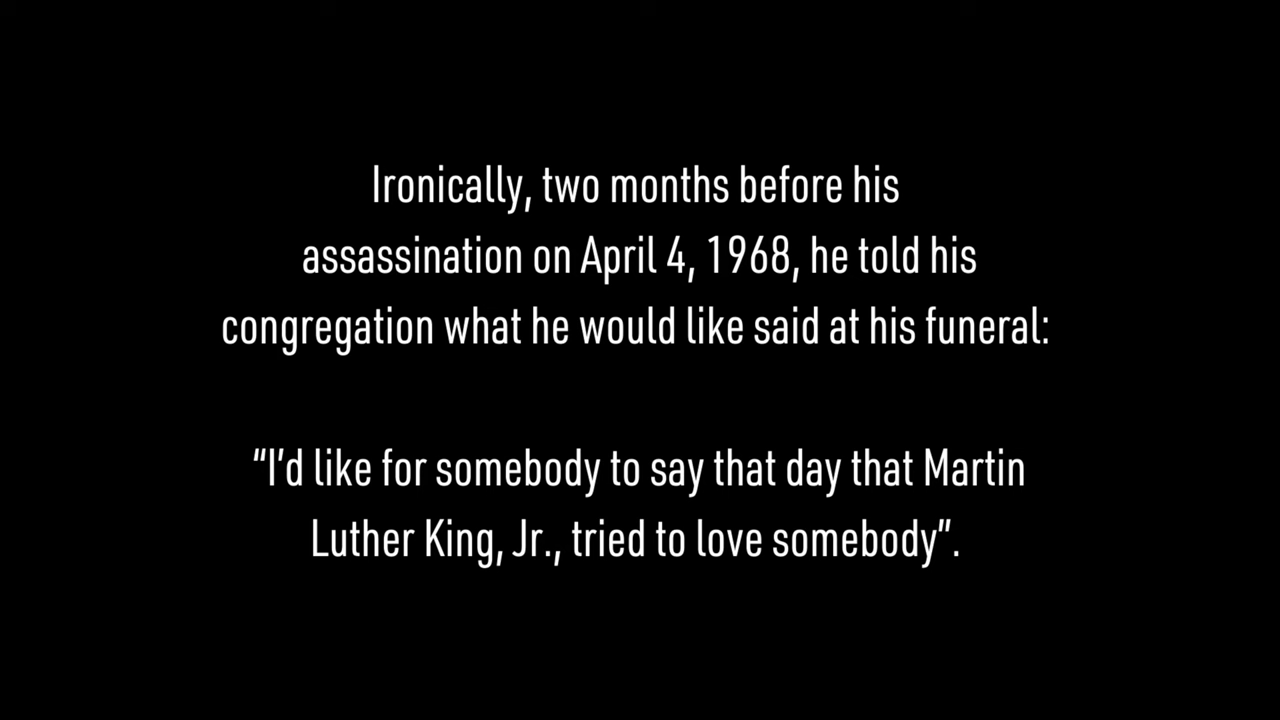 Ironically, two months before his
assassination on April 4, 1968, he told his
congregation what he would like said at his funeral:
“I’d like for somebody to say that day that Martin
Luther King, Jr., tried to love somebody”.